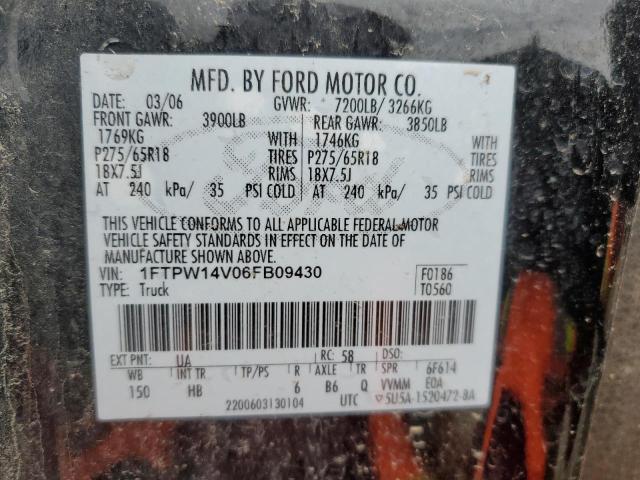 MFD. BY FORD MOTOR CO.
DATE: 03/06 GVWR: 7200LB/ 3266KG
FRONT GAWR: 3900LB REAR GAWR: 3850LB
1769KG WITH 1746KG WITH
P275/65R18 TIRES P275/65R18 TIRES
18X7.5J RIMS 18X7.5J RIMS
AT 240 kPa/ 35 PSI COLD AT 240 kPa/ 35 PSI COLD
THIS VEHICLE CONFORMS TO ALL APPLICABLE FEDERAL MOTOR
VEHICLE SAFETY STANDARDS IN EFFECT ON THE DATE OF
MANUFACTURE SHOWN ABOVE.
VIN: 1FTPW14V06FB09430 F0186
TYPE: Truck T0560
EXT PNT: UA RC: 58 DSO:
WB INT TR TP/PS R AXLE TR SPR 6F614
150 HB 6 B6 Q VVMM EOA
2200603130104 UTC 5U5A-1520472-BA